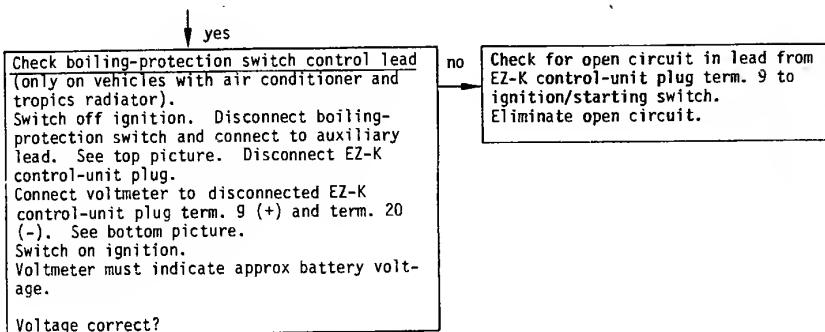 yes
Check boiling-protection switch control lead
(only on vehicles with air conditioner and
tropics radiator).
Switch off ignition. Disconnect boiling-
protection switch and connect to auxiliary
lead. See top picture. Disconnect EZ-K
control-unit plug.
Connect voltmeter to disconnected EZ-K
control-unit plug term. 9 (+) and term. 20
(-). See bottom picture.
Switch on ignition.
Voltmeter must indicate approx battery volt-
age.
Voltage correct?
no
Check for open circuit in lead from
EZ-K control-unit plug term. 9 to
ignition/starting switch.
Eliminate open circuit.